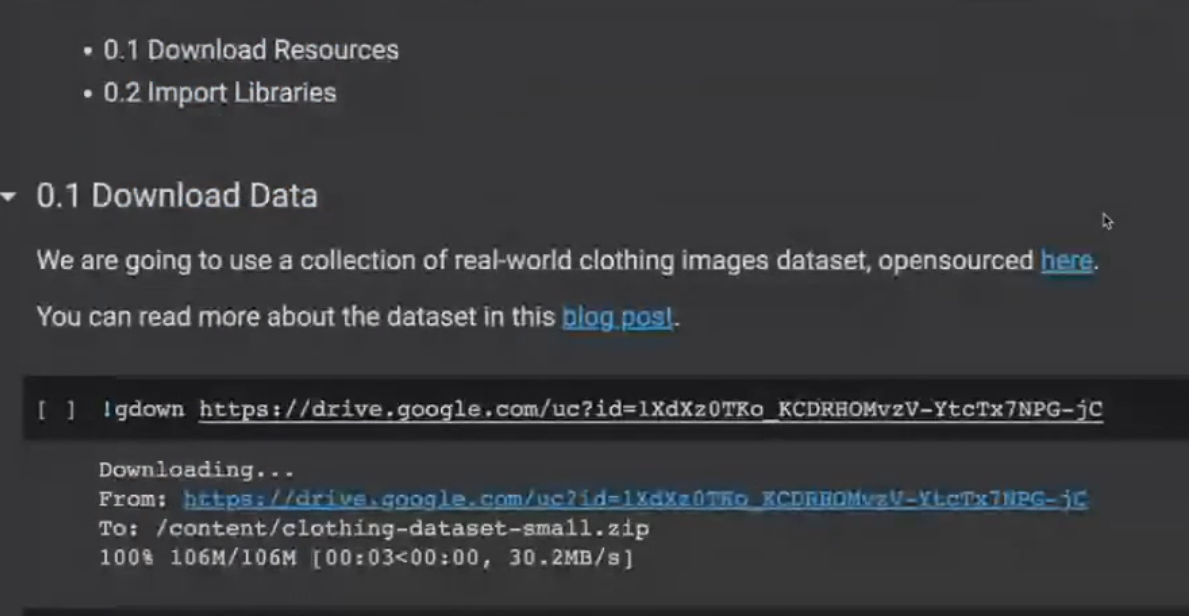 • 0.1 Download Resources
• 0.2 Import Libraries
0.1 Download Data
We are going to use a collection of real-world clothing images dataset, opensourced here.
You can read more about the dataset in this blog post.
[ ] !gdown https://drive.google.com/uc?id=1XdXz0TKo_KCDRHOMvzV-YtcTx7NPG-jC
Downloading...
From: https://drive.google.com/uc?id=1XdXz0TKo_KCDRHOMvzV-YtcTx7NPG-jC
To: /content/clothing-dataset-small.zip
100% 106M/106M [00:03<00:00, 30.2MB/s]